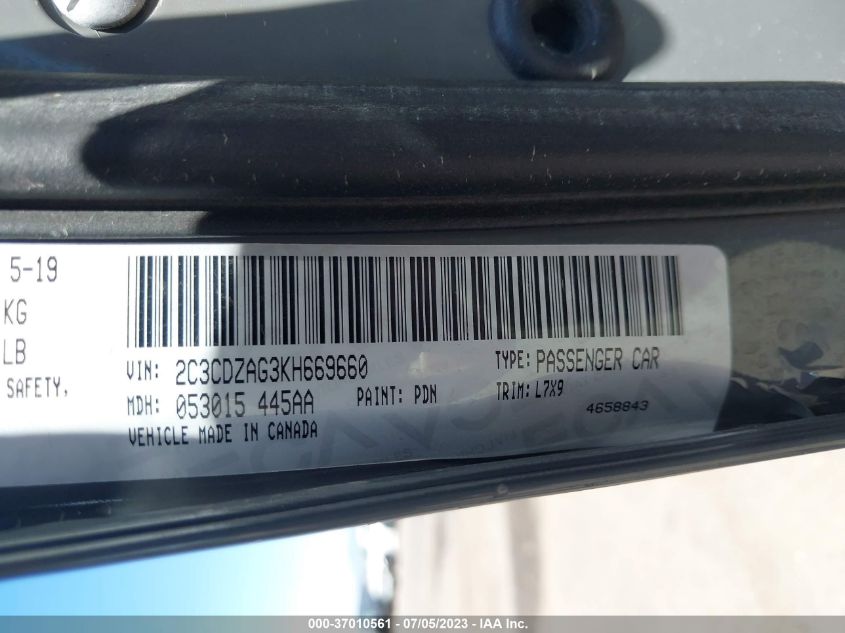 5-19
KG
LB
SAFETY,
VIN: 2C3CDZAG3KH669660
TYPE: PASSENGER CAR
MDH: 053015 445AA
PAINT: PDN
TRIM: L7X9
4658843
VEHICLE MADE IN CANADA
000-37010561 - 07/05/2023 - IAA Inc.